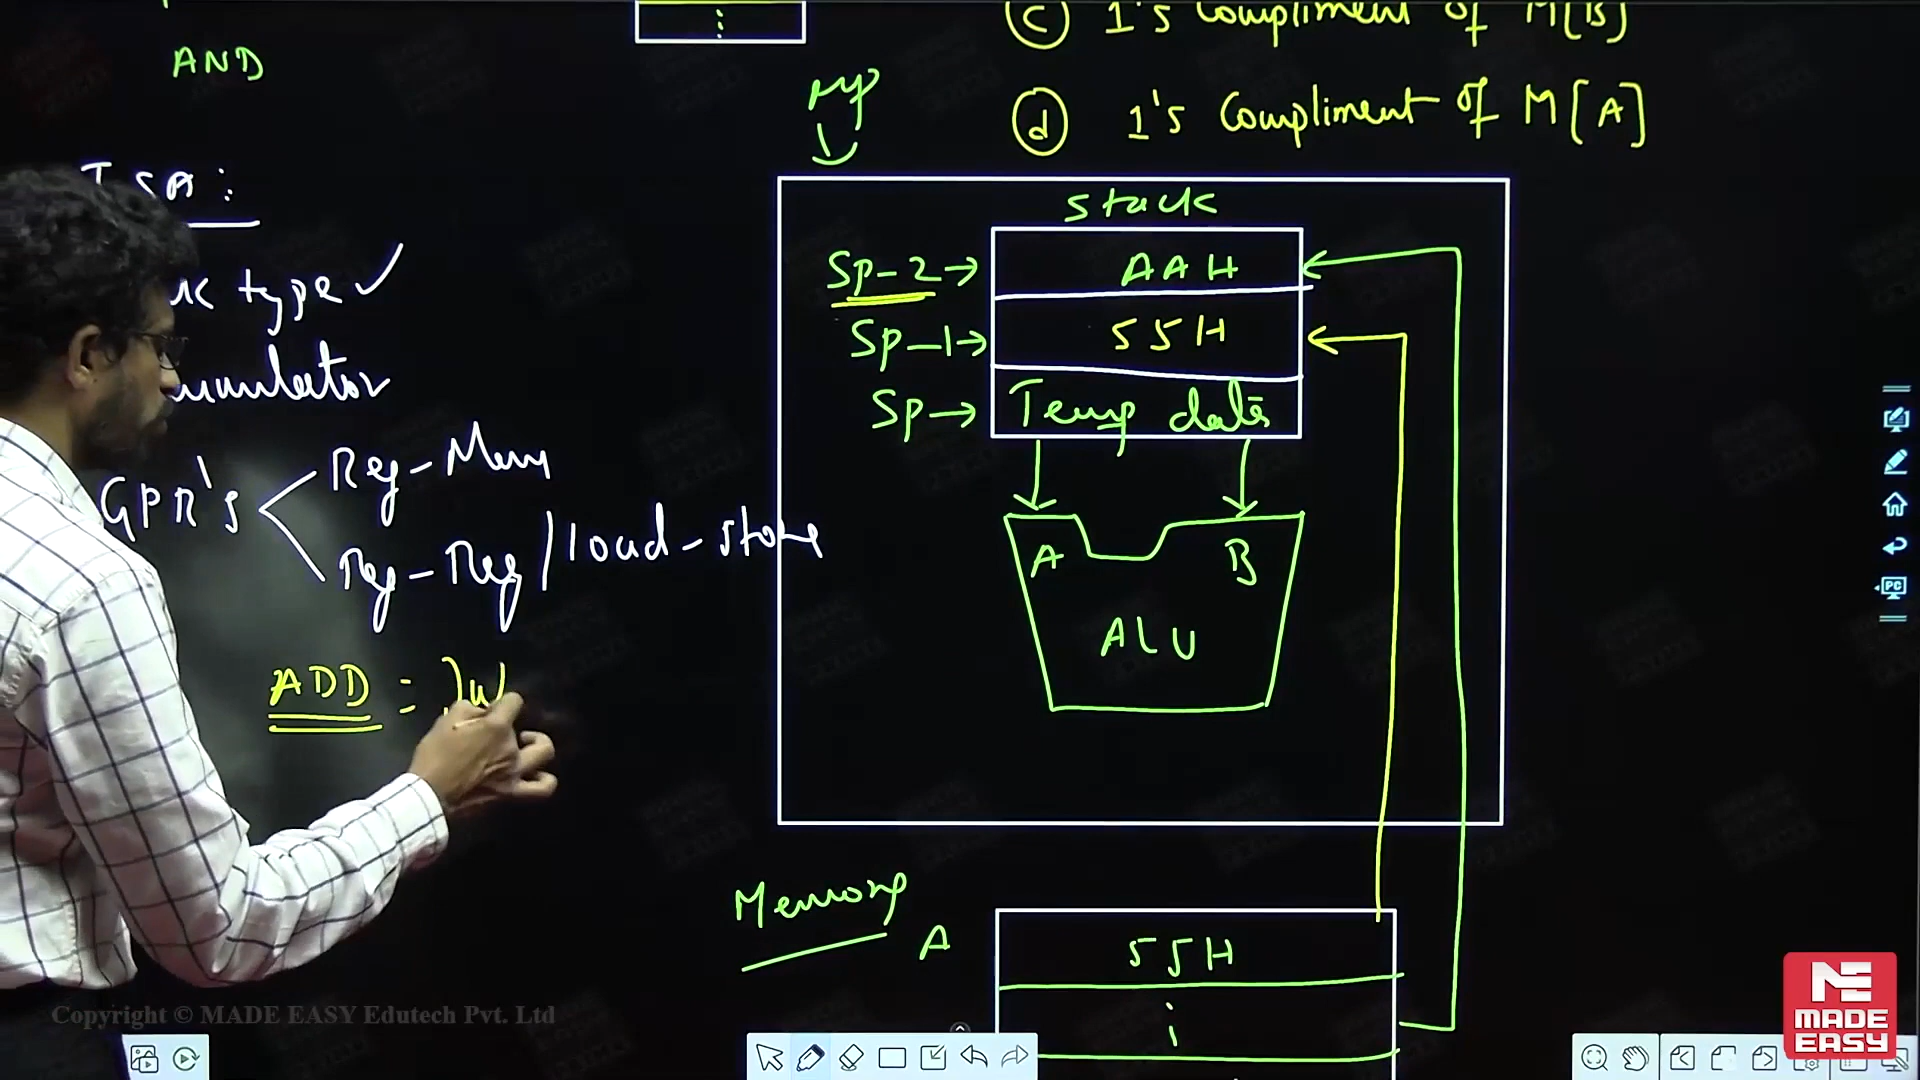 AND
(c) 1's Compliment of M[B]
(d) 1's Compliment of M[A]
μp
ISA :
type ✓
GPR's
Reg-Mem
Reg-Reg / load-store
ADD =
stack
Sp-2→ AAH
Sp-1→ 55H
Sp→ Temp data
A B
ALU
Memory
A 55H
Copyright © MADE EASY Edutech Pvt. Ltd
PC
MADE EASY